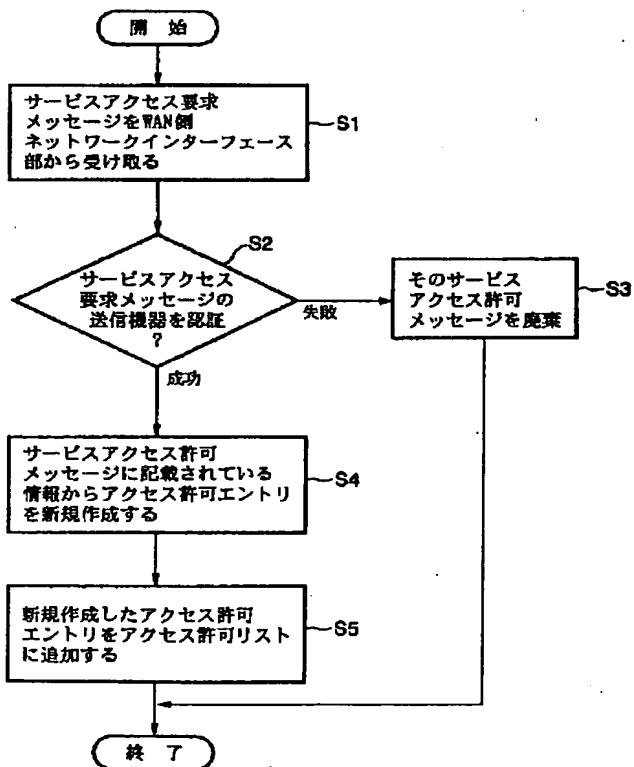 開 始
サービスアクセス要求
メッセージをWAN側
ネットワークインターフェース
部から受け取る
S1
S2
サービスアクセス
要求メッセージの
送信機器を認証
?
失敗
成功
そのサービス
アクセス許可
メッセージを廃棄
S3
サービスアクセス許可
メッセージに記載されている
情報からアクセス許可エントリ
を新規作成する
S4
新規作成したアクセス許可
エントリをアクセス許可リスト
に追加する
S5
終 了